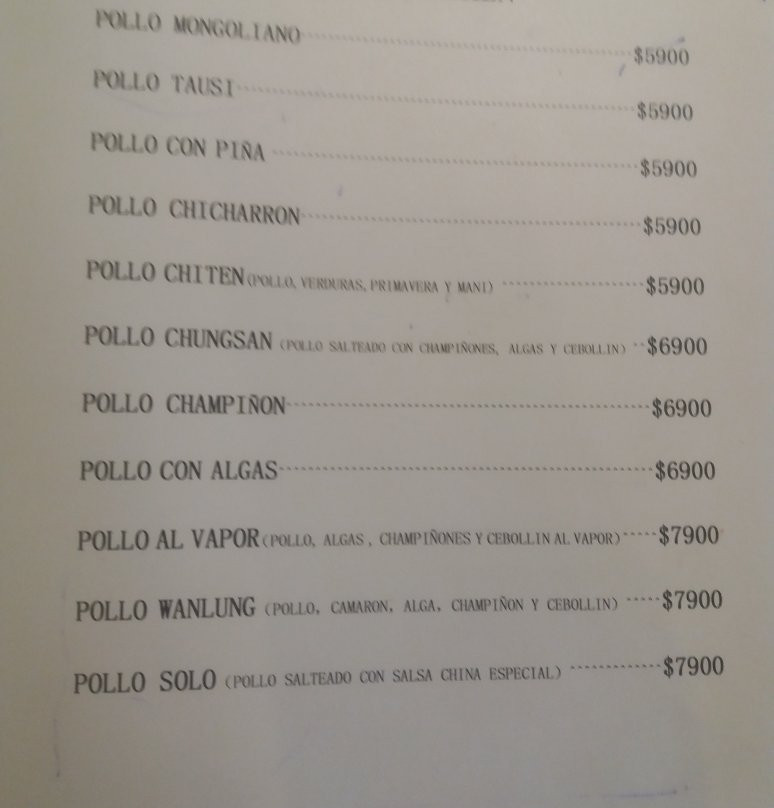 POLLO MONGOLIANO $5900
POLLO TAUSI $5900
POLLO CON PIÑA $5900
POLLO CHICHARRON $5900
POLLO CHITEN (POLLO, VERDURAS, PRIMAVERA Y MANI) $5900
POLLO CHUNGSAN (POLLO SALTEADO CON CHAMPIÑONES, ALGAS Y CEBOLLIN) $6900
POLLO CHAMPIÑON $6900
POLLO CON ALGAS $6900
POLLO AL VAPOR (POLLO, ALGAS, CHAMPIÑONES Y CEBOLLIN AL VAPOR) $7900
POLLO WANLUNG (POLLO, CAMARON, ALGA, CHAMPIÑON Y CEBOLLIN) $7900
POLLO SOLO (POLLO SALTEADO CON SALSA CHINA ESPECIAL) $7900